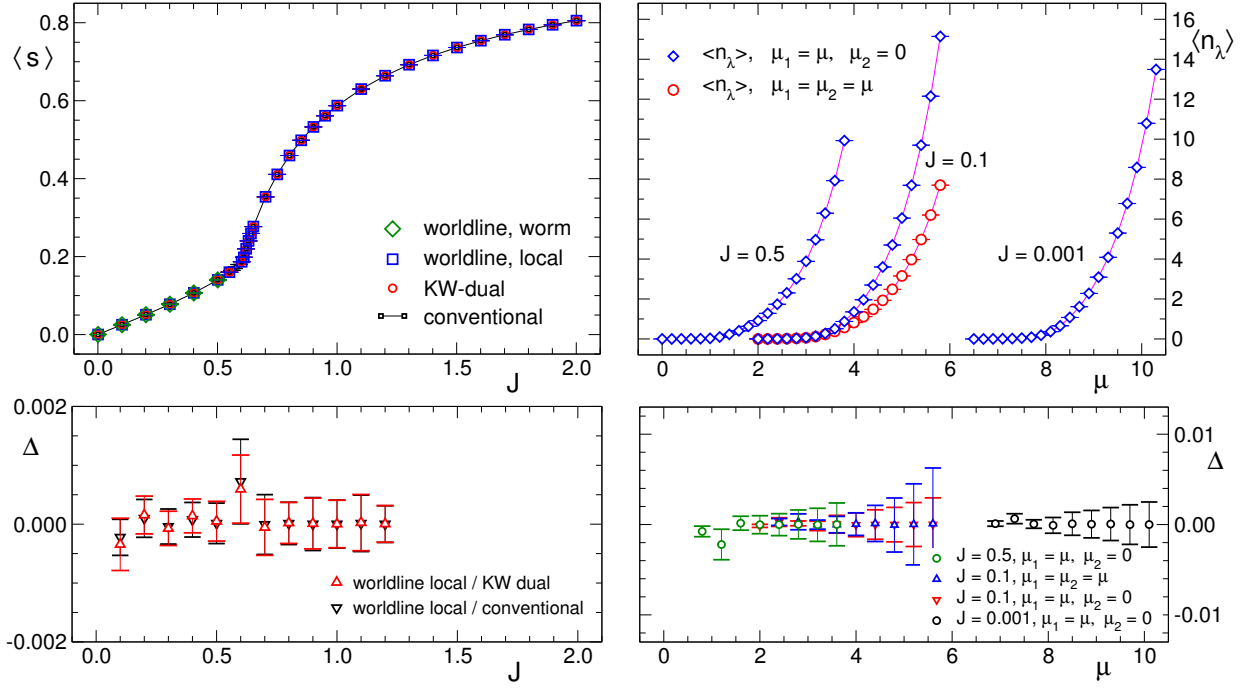 0.8
⟨ s ⟩
0.6
0.4
0.2
0.0
worldline, worm
worldline, local
KW-dual
conventional
0.0 0.5 1.0 1.5 2.0
J
<n_λ>, μ_1 = μ, μ_2 = 0
<n_λ>, μ_1 = μ_2 = μ
J = 0.5
J = 0.1
J = 0.001
16
⟨n_λ⟩
14
12
10
8
6
4
2
0
0 2 4 6 8 10
μ
0.002
Δ
0.000
-0.002
worldline local / KW dual
worldline local / conventional
0.0 0.5 1.0 1.5 2.0
J
0.01
Δ
0.00
-0.01
J = 0.5, μ_1 = μ, μ_2 = 0
J = 0.1, μ_1 = μ_2 = μ
J = 0.1, μ_1 = μ, μ_2 = 0
J = 0.001, μ_1 = μ, μ_2 = 0
0 2 4 6 8 10
μ